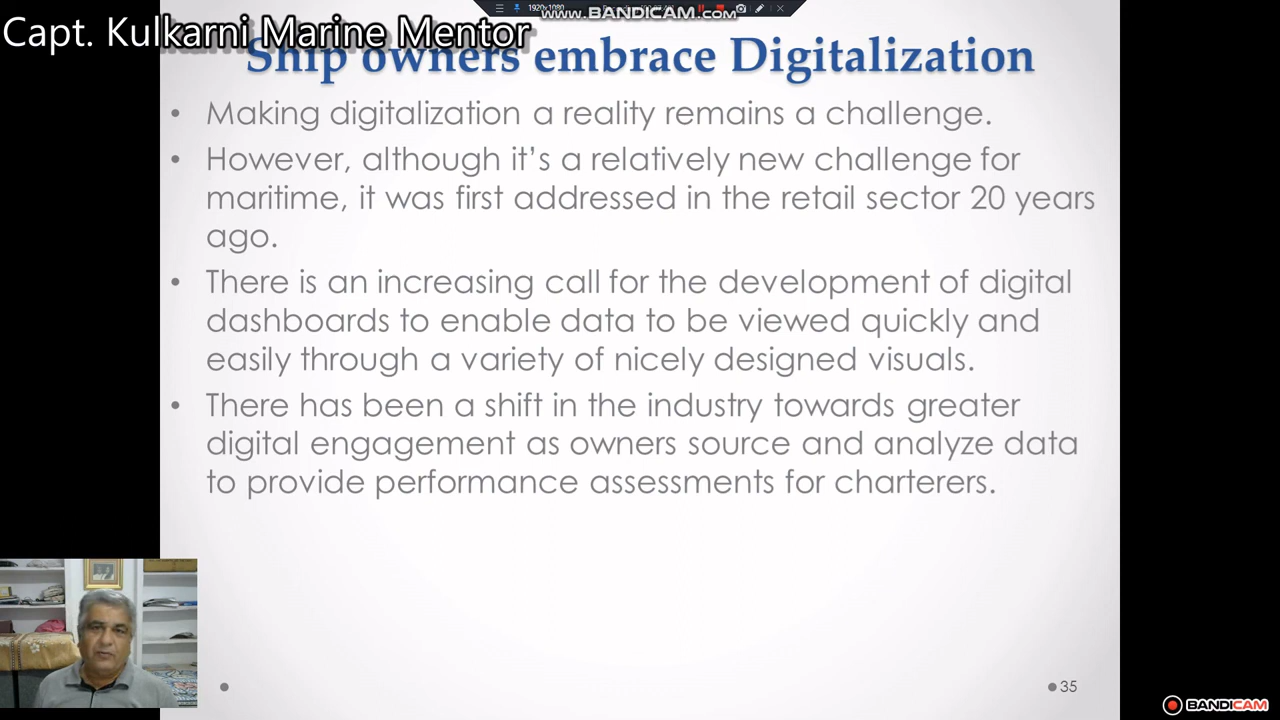 1920x1080
www.BANDICAM.com
Capt. Kulkarni Marine Mentor
Ship owners embrace Digitalization
• Making digitalization a reality remains a challenge.
• However, although it's a relatively new challenge for
maritime, it was first addressed in the retail sector 20 years
ago.
• There is an increasing call for the development of digital
dashboards to enable data to be viewed quickly and
easily through a variety of nicely designed visuals.
• There has been a shift in the industry towards greater
digital engagement as owners source and analyze data
to provide performance assessments for charterers.
35
BANDICAM